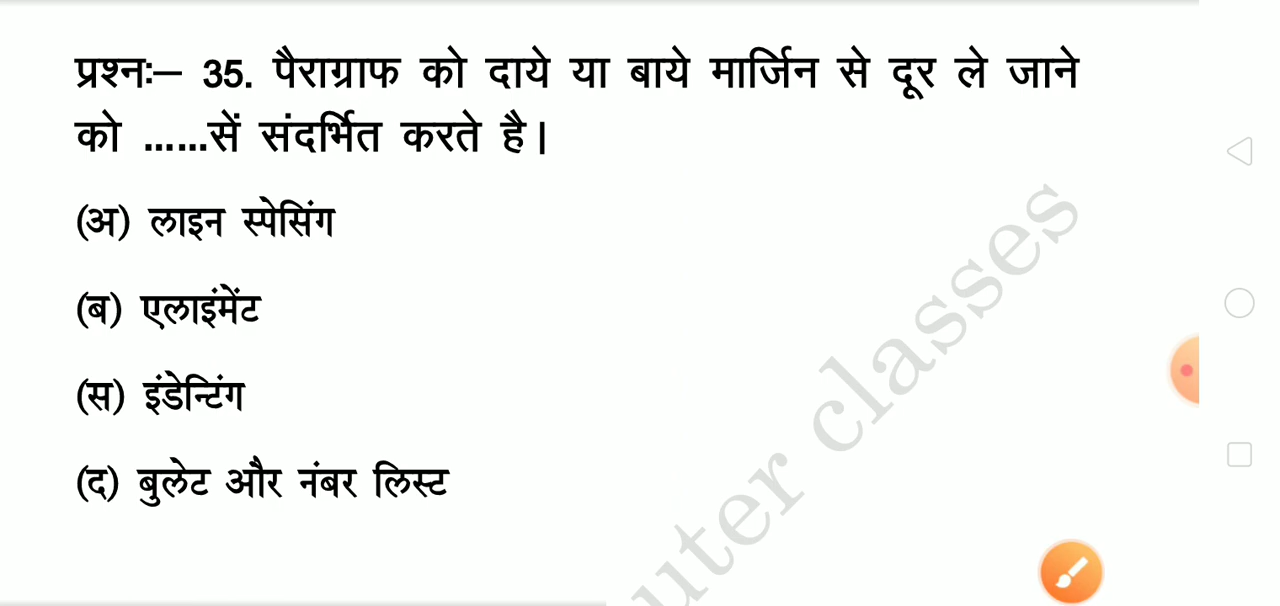 प्रश्नः– 35. पैराग्राफ को दाये या बाये मार्जिन से दूर ले जाने
को ......सें संदर्भित करते है।
(अ) लाइन स्पेसिंग
(ब) एलाइंमेंट
(स) इंडेन्टिंग
(द) बुलेट और नंबर लिस्ट
uter classes